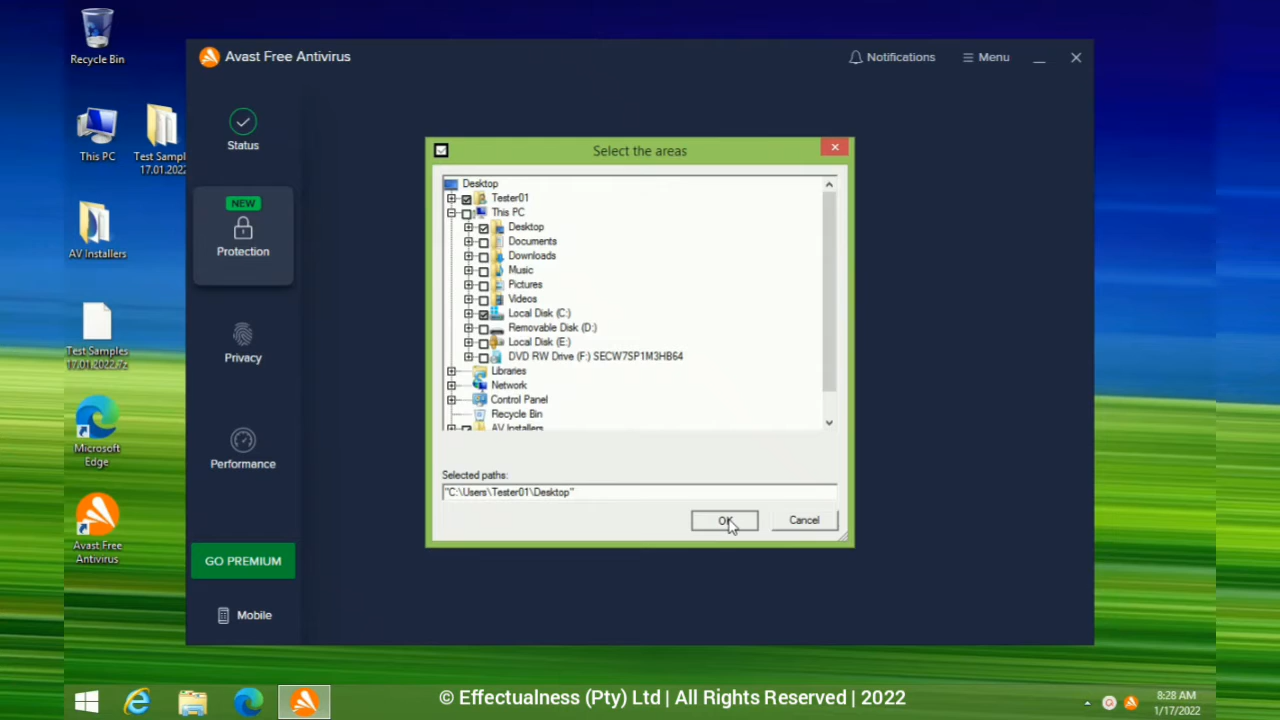 Recycle Bin
This PC
Test Sampl
17.01.2022
AV Installers
Test Samples
17.01.2022.7z
Microsoft
Edge
Avast Free
Antivirus
Avast Free Antivirus
Notifications
Menu
Status
NEW
Protection
Privacy
Performance
GO PREMIUM
Mobile
Select the areas
Desktop
Tester01
This PC
Desktop
Documents
Downloads
Music
Pictures
Videos
Local Disk (C:)
Removable Disk (D:)
Local Disk (E:)
DVD RW Drive (F:) SECW7SP1M3HB64
Libraries
Network
Control Panel
Recycle Bin
AV Installers
Selected paths:
"C:\Users\Tester01\Desktop"
OK
Cancel
© Effectualness (Pty) Ltd | All Rights Reserved | 2022
8:28 AM
1/17/2022